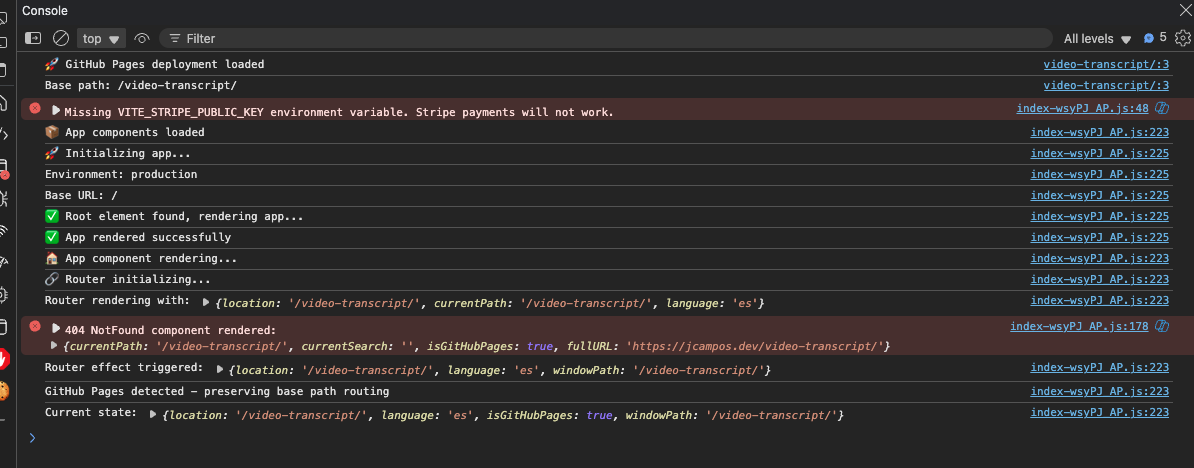 Console
top ▼ Filter All levels ▼ 5
🚀 GitHub Pages deployment loaded video-transcript/:3
Base path: /video-transcript/ video-transcript/:3
▶ Missing VITE_STRIPE_PUBLIC_KEY environment variable. Stripe payments will not work. index-wsyPJ_AP.js:48
📦 App components loaded index-wsyPJ_AP.js:223
🚀 Initializing app... index-wsyPJ_AP.js:225
Environment: production index-wsyPJ_AP.js:225
Base URL: / index-wsyPJ_AP.js:225
✅ Root element found, rendering app... index-wsyPJ_AP.js:225
✅ App rendered successfully index-wsyPJ_AP.js:225
🏠 App component rendering... index-wsyPJ_AP.js:223
🔗 Router initializing... index-wsyPJ_AP.js:223
Router rendering with: ▶ {location: '/video-transcript/', currentPath: '/video-transcript/', language: 'es'} index-wsyPJ_AP.js:223
▶ 404 NotFound component rendered: index-wsyPJ_AP.js:178
▶ {currentPath: '/video-transcript/', currentSearch: '', isGitHubPages: true, fullURL: 'https://jcampos.dev/video-transcript/'}
Router effect triggered: ▶ {location: '/video-transcript/', language: 'es', windowPath: '/video-transcript/'} index-wsyPJ_AP.js:223
GitHub Pages detected – preserving base path routing index-wsyPJ_AP.js:223
Current state: ▶ {location: '/video-transcript/', language: 'es', isGitHubPages: true, windowPath: '/video-transcript/'} index-wsyPJ_AP.js:223